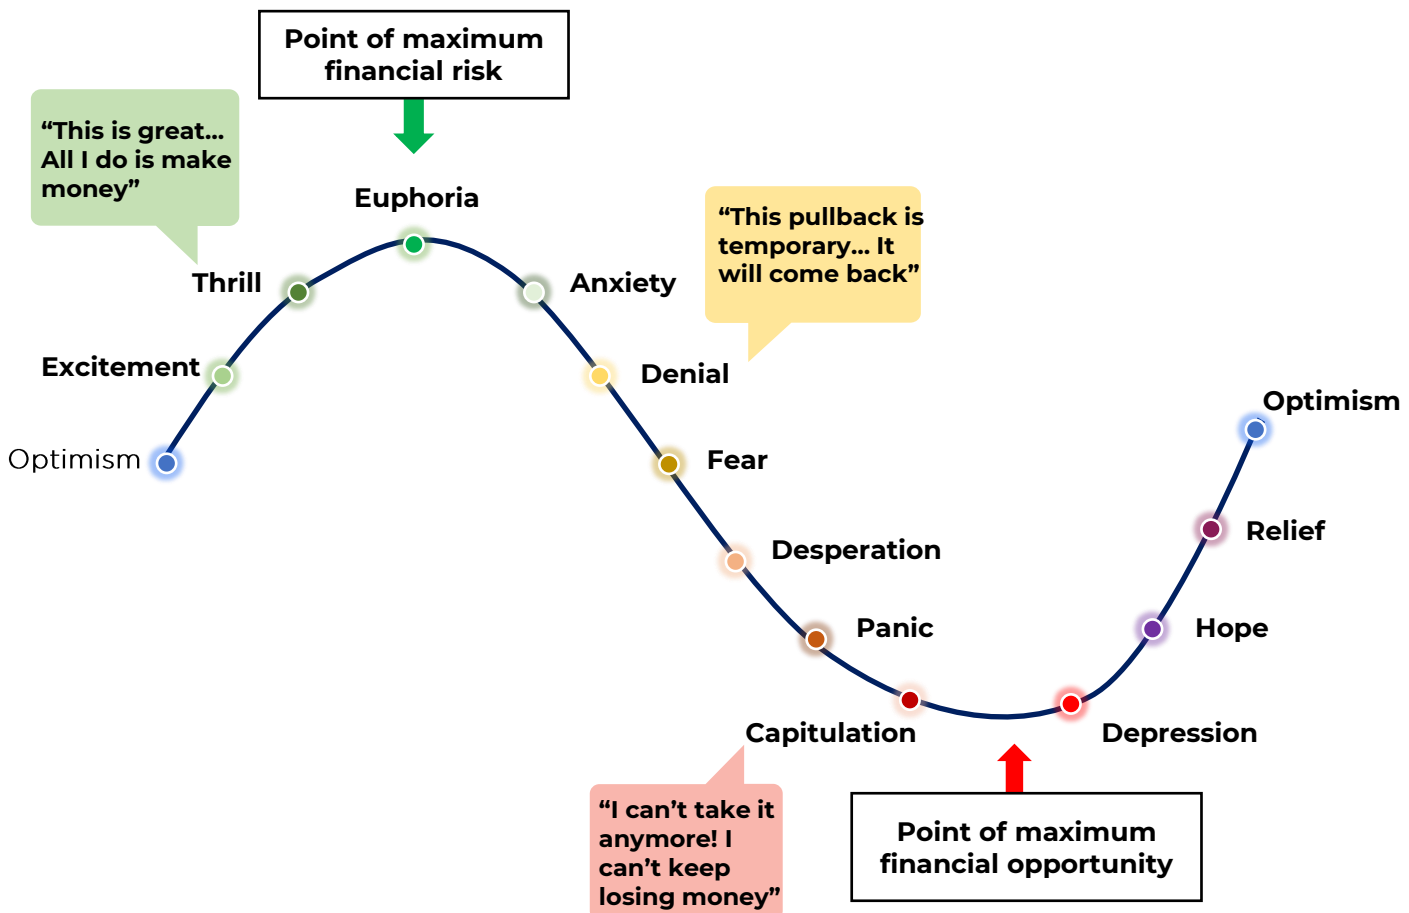 Point of maximum
financial risk
“This is great...
All I do is make
money”
Euphoria
“This pullback is
temporary... It
will come back”
Thrill
Anxiety
Excitement
Denial
Optimism
Optimism
Fear
Relief
Desperation
Panic
Hope
Capitulation
Depression
“I can’t take it
anymore! I
can’t keep
losing money”
Point of maximum
financial opportunity